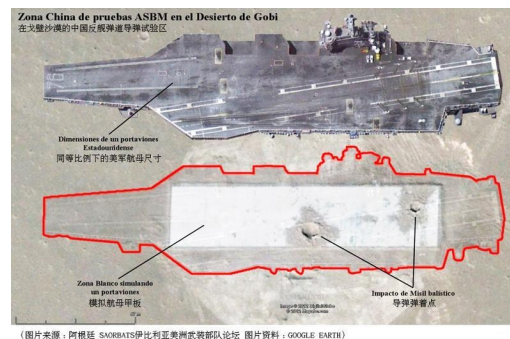 Zona China de pruebas ASBM en el Desierto de Gobi
在戈壁沙漠的中国反舰弹道导弹试验区
Dimensiones de un portaviones
Estadounidense
同等比例下的美军航母尺寸
Zona Blanco simulando
un portaviones
模拟航母甲板
Impacto de Misil balístico
导弹弹着点
(图片来源:阿根廷 SAORBATS伊比利亚美洲武装部队论坛 图片资料:GOOGLE EARTH)